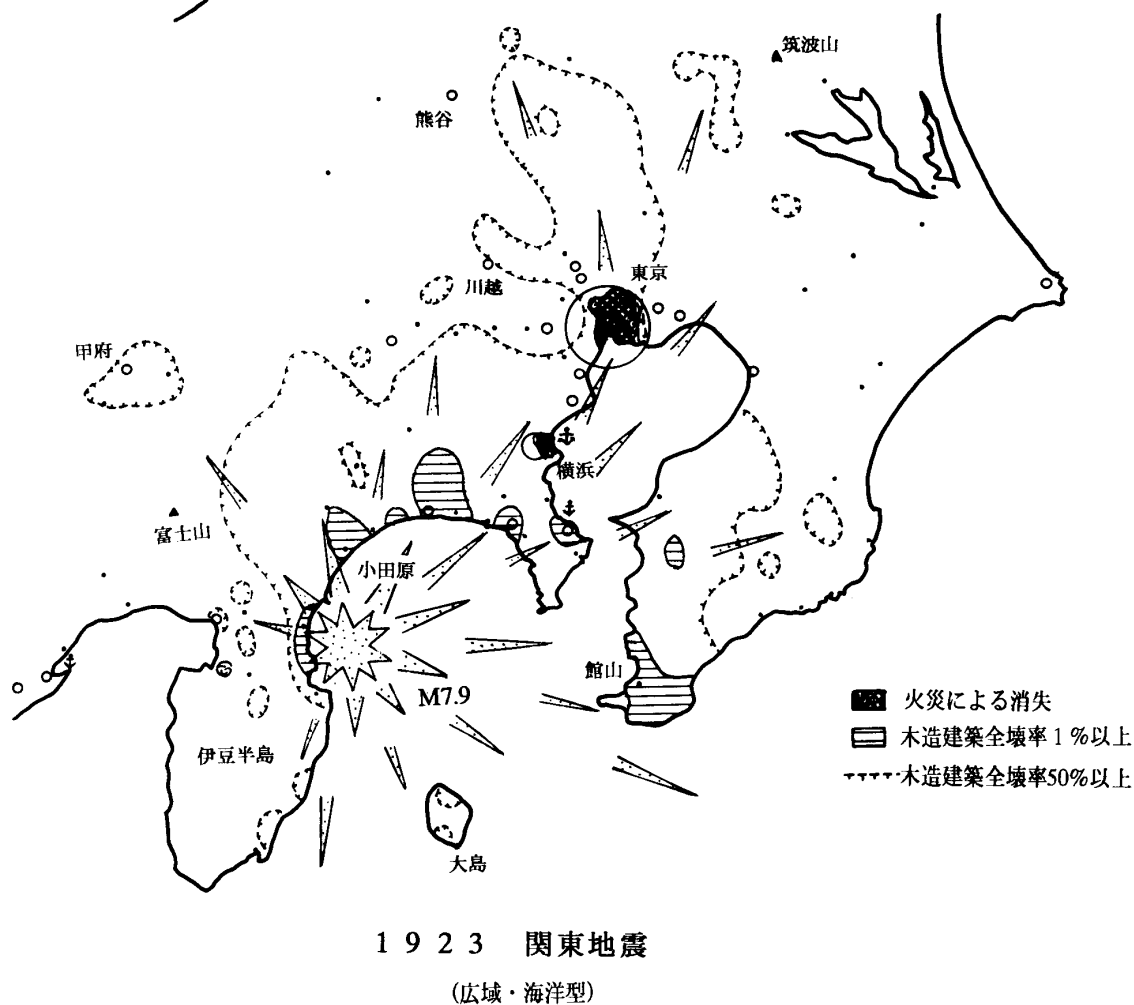 筑波山
熊谷
東京
川越
甲府
横浜
富士山
小田原
館山
M7.9
伊豆半島
大島
火災による消失
木造建築全壊率1%以上
木造建築全壊率50%以上
1923 関東地震
(広域・海洋型)